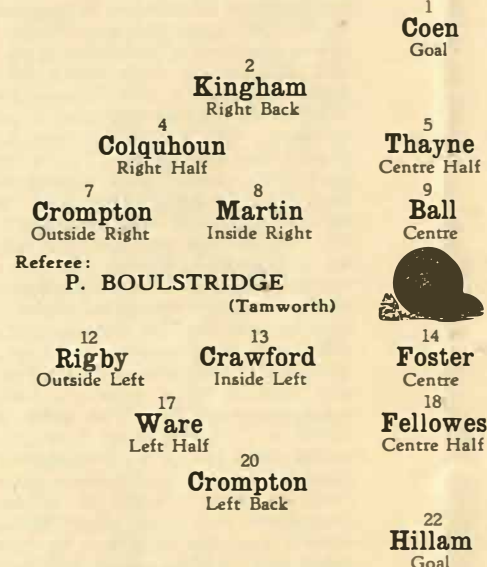 1
Coen
Goal
2
Kingham
Right Back
4 5
Colquhoun Thayne
Right Half Centre Half
7 8 9
Crompton Martin Ball
Outside Right Inside Right Centre
Referee:
P. BOULSTRIDGE
(Tamworth)
12 13 14
Rigby Crawford Foster
Outside Left Inside Left Centre
17 18
Ware Fellowes
Left Half Centre Half
20
Crompton
Left Back
22
Hillam
Goal